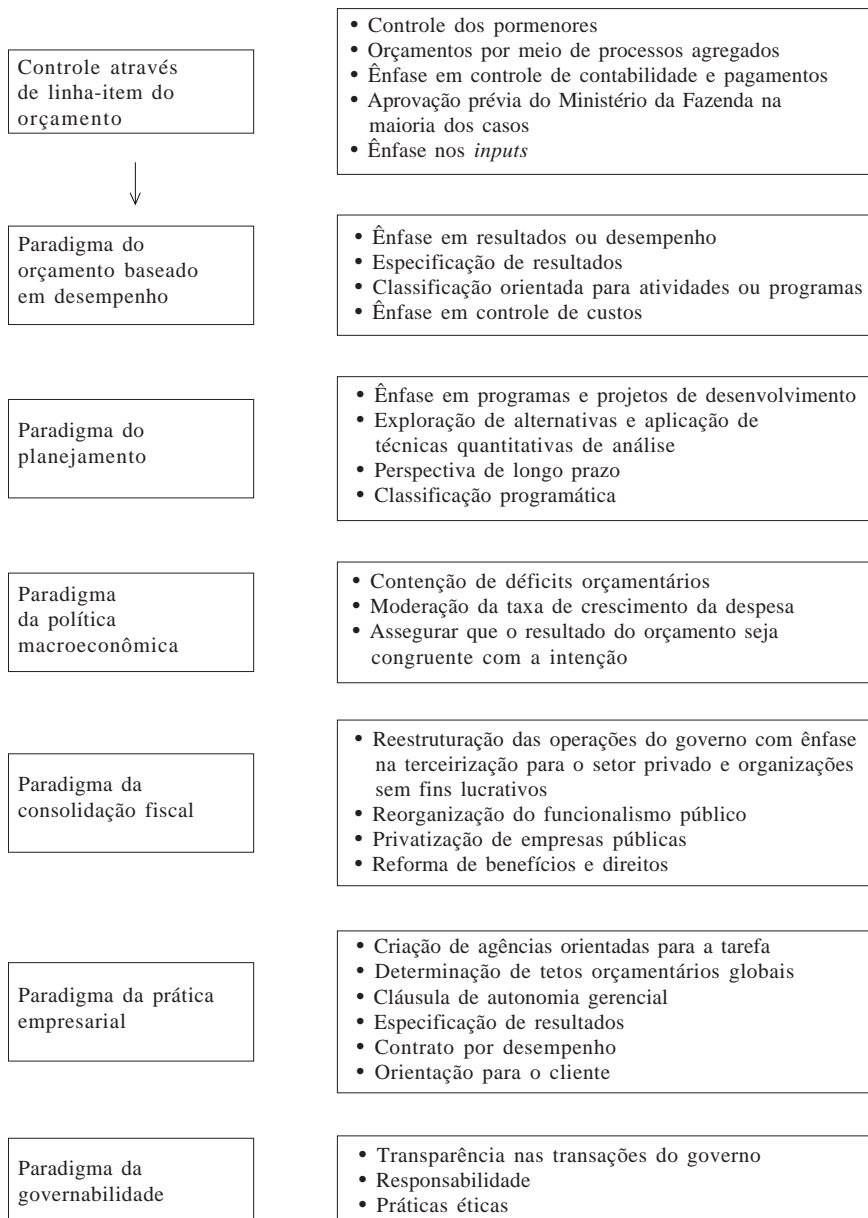 Controle através
de linha-item do
orçamento
• Controle dos pormenores
• Orçamentos por meio de processos agregados
• Ênfase em controle de contabilidade e pagamentos
• Aprovação prévia do Ministério da Fazenda na
maioria dos casos
• Ênfase nos inputs
Paradigma do
orçamento baseado
em desempenho
• Ênfase em resultados ou desempenho
• Especificação de resultados
• Classificação orientada para atividades ou programas
• Ênfase em controle de custos
Paradigma do
planejamento
• Ênfase em programas e projetos de desenvolvimento
• Exploração de alternativas e aplicação de
técnicas quantitativas de análise
• Perspectiva de longo prazo
• Classificação programática
Paradigma
da política
macroeconômica
• Contenção de déficits orçamentários
• Moderação da taxa de crescimento da despesa
• Assegurar que o resultado do orçamento seja
congruente com a intenção
Paradigma da
consolidação fiscal
• Reestruturação das operações do governo com ênfase
na terceirização para o setor privado e organizações
sem fins lucrativos
• Reorganização do funcionalismo público
• Privatização de empresas públicas
• Reforma de benefícios e direitos
Paradigma da prática
empresarial
• Criação de agências orientadas para a tarefa
• Determinação de tetos orçamentários globais
• Cláusula de autonomia gerencial
• Especificação de resultados
• Contrato por desempenho
• Orientação para o cliente
Paradigma da
governabilidade
• Transparência nas transações do governo
• Responsabilidade
• Práticas éticas